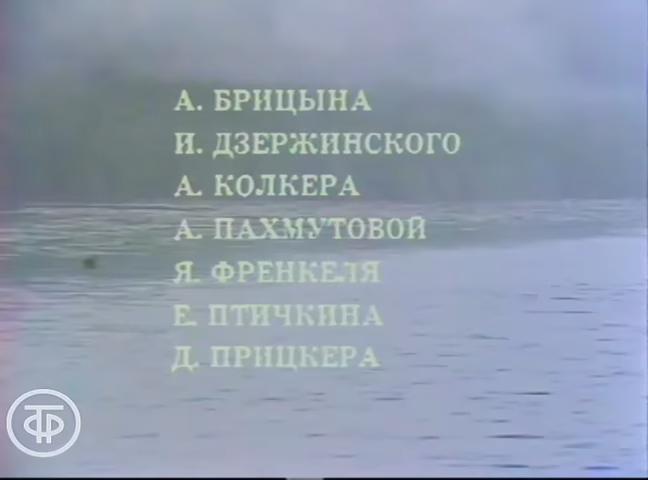 А. БРИЦЫНА
И. ДЗЕРЖИНСКОГО
А. КОЛКЕРА
А. ПАХМУТОВОЙ
Я. ФРЕНКЕЛЯ
Е. ПТИЧКИНА
Д. ПРИЦКЕРА